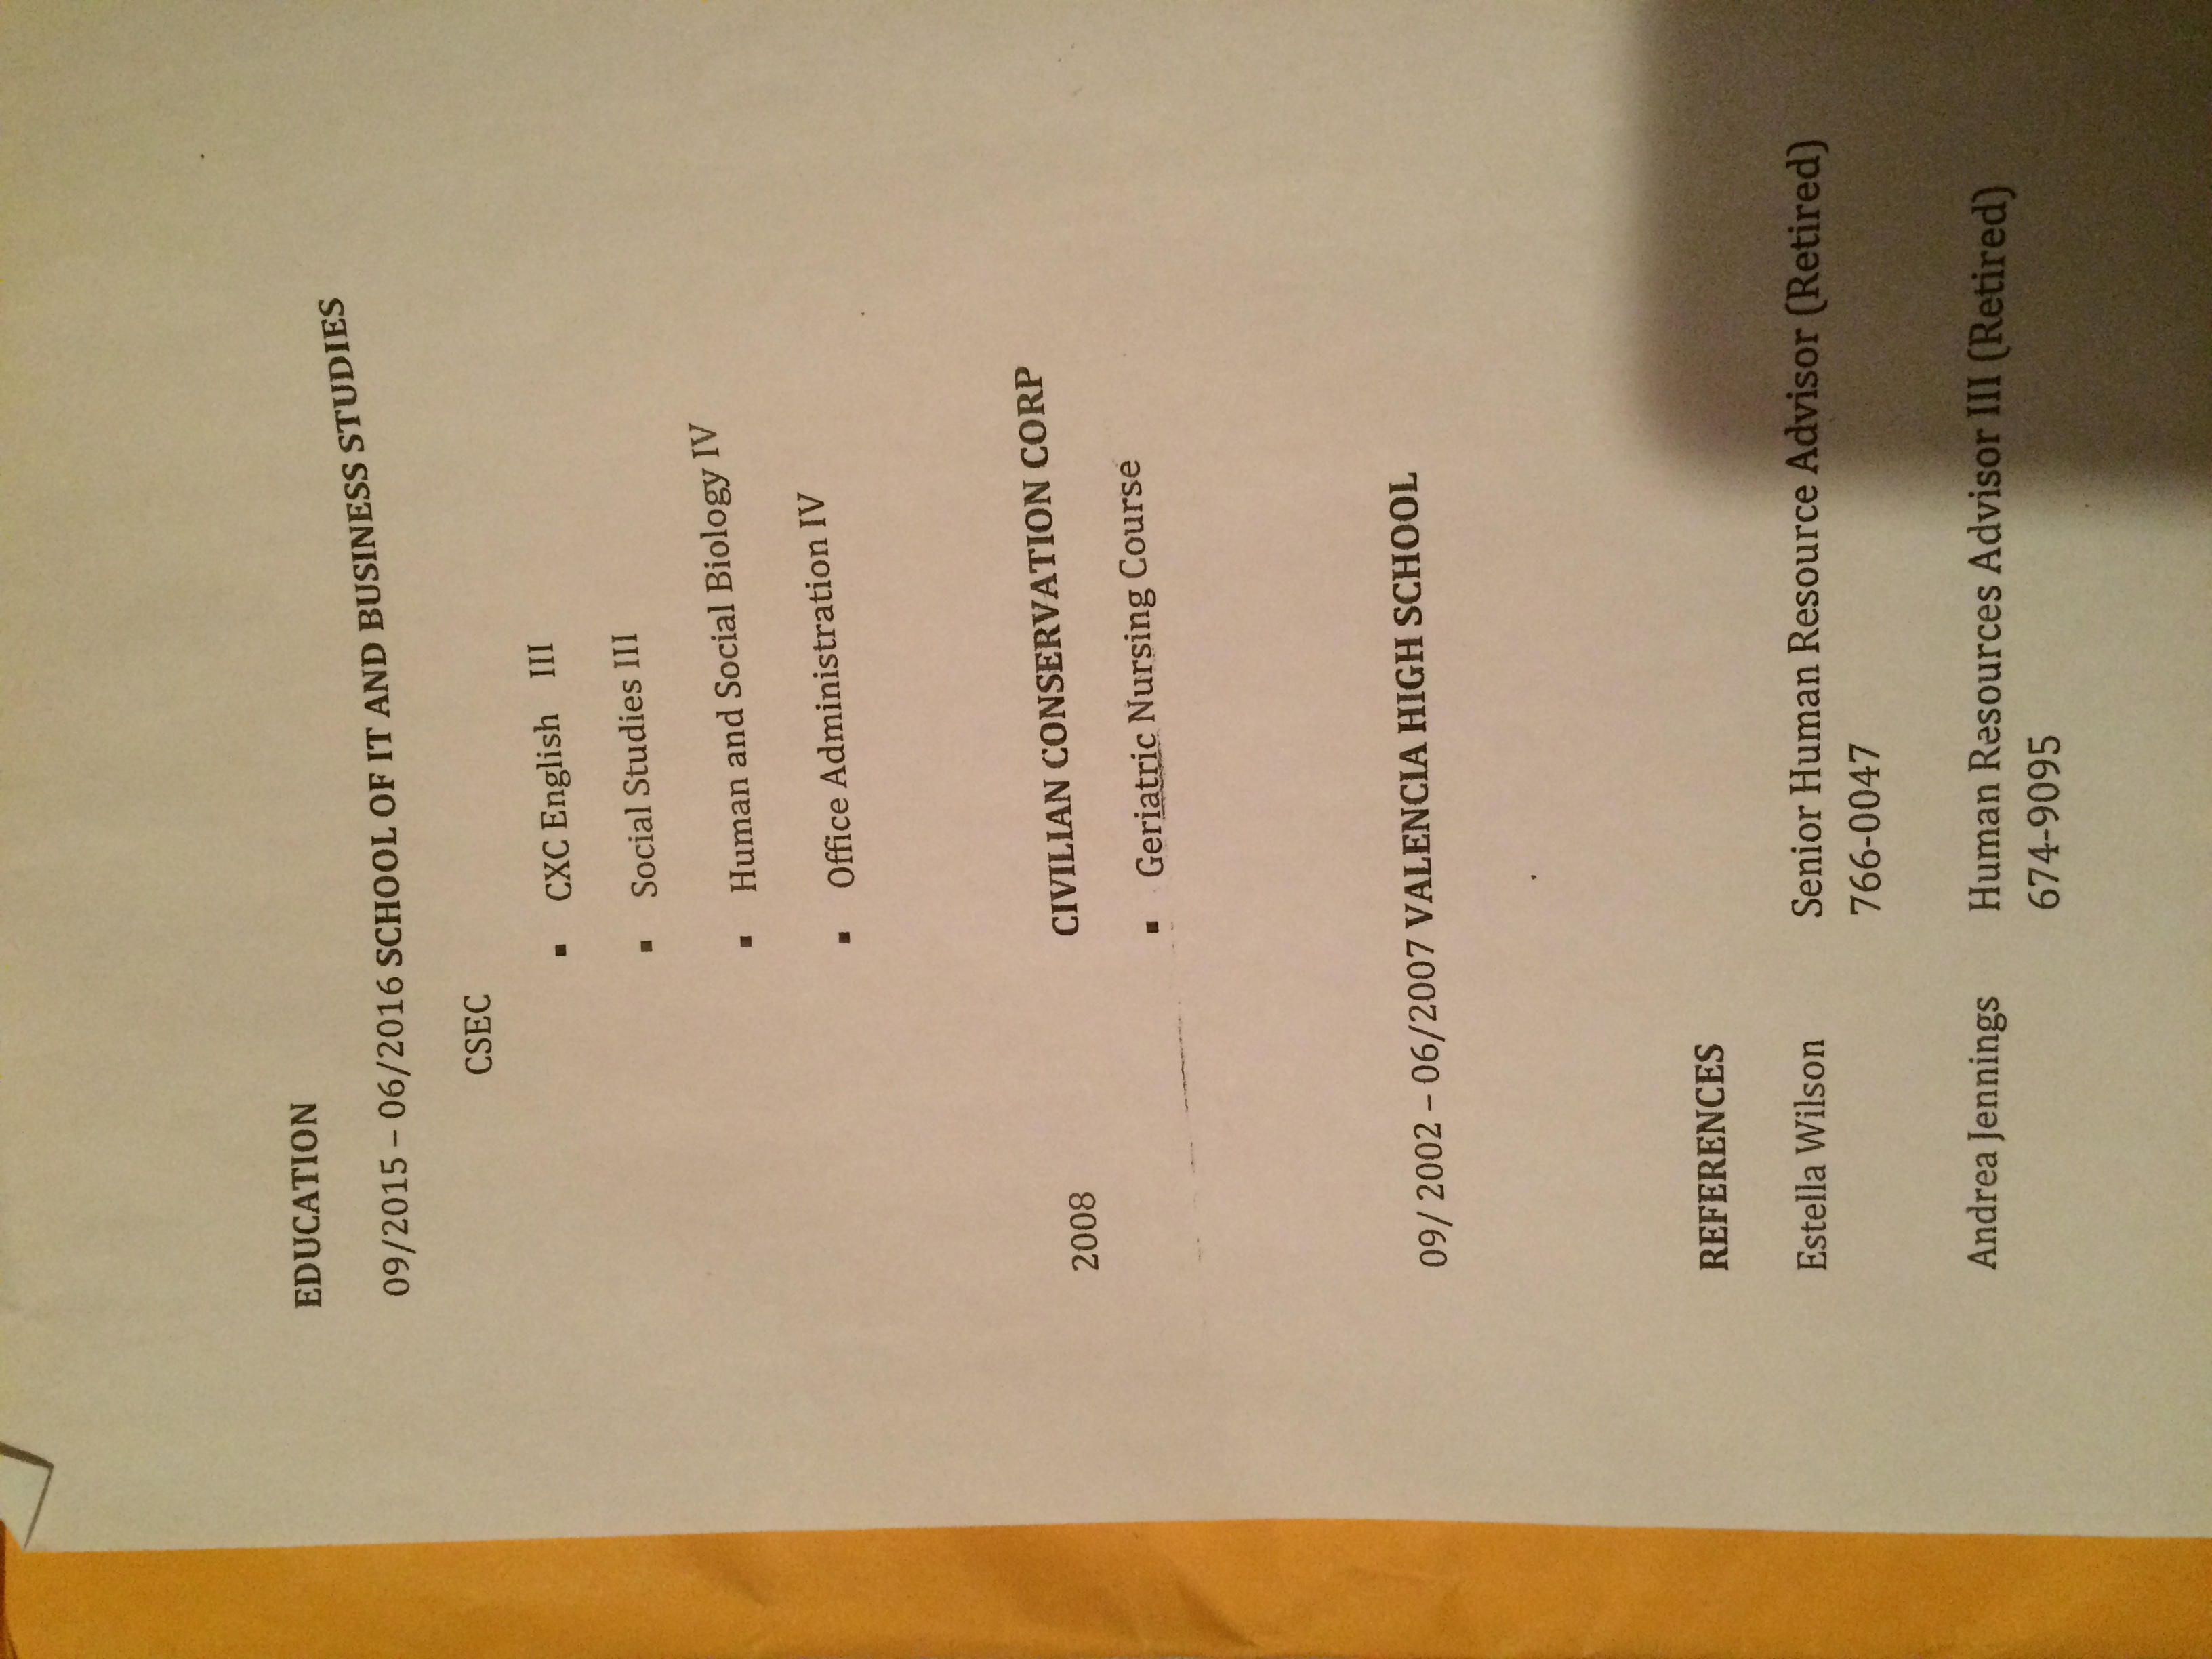 EDUCATION
09/2015 – 06/2016 SCHOOL OF IT AND BUSINESS STUDIES
CSEC
▪ CXC English III
▪ Social Studies III
▪ Human and Social Biology IV
▪ Office Administration IV
2008 CIVILIAN CONSERVATION CORP
▪ Geriatric Nursing Course
09/ 2002 – 06/2007 VALENCIA HIGH SCHOOL
REFERENCES
Estella Wilson Senior Human Resource Advisor (Retired)
766-0047
Andrea Jennings Human Resources Advisor III (Retired)
674-9095